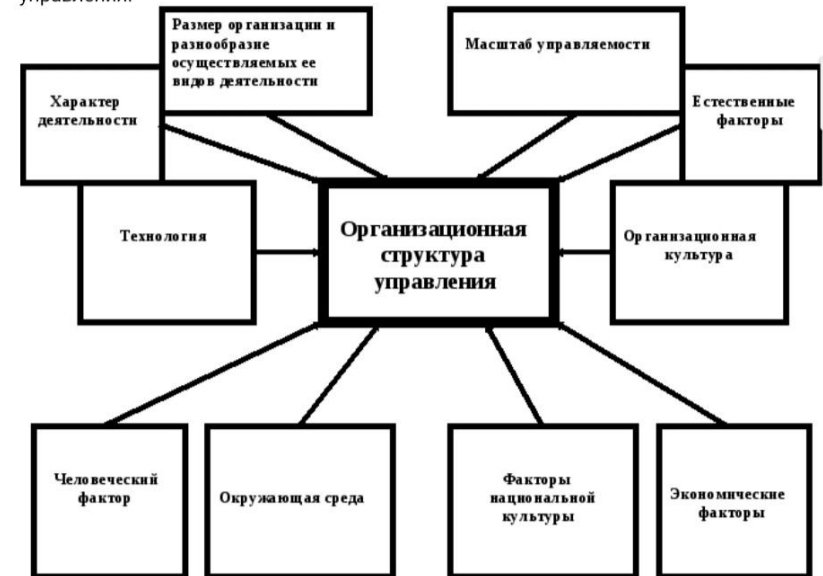 управления.
Размер организации и
разнообразие
осуществляемых ее
видов деятельности
Масштаб управляемости
Характер
деятельности
Естественные
факторы
Технология
Организационная
структура
управления
Организационная
культура
Человеческий
фактор
Окружающая среда
Факторы
национальной
культуры
Экономические
факторы